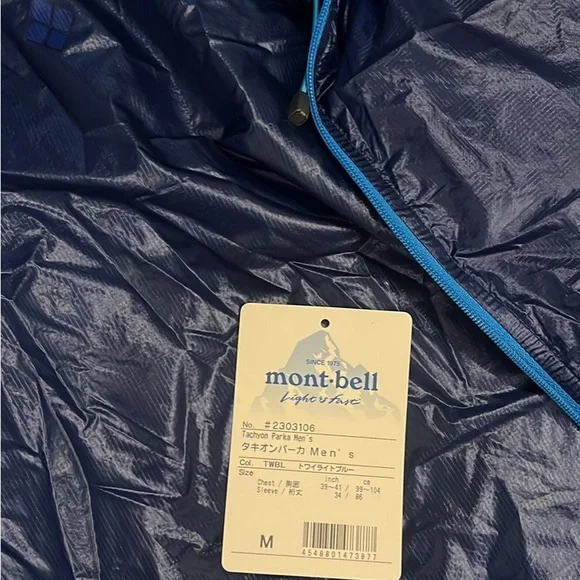 SINCE 1975
mont-bell
Light & Fast
No. #2303106
Tachyon Parka Men's
タキオンパーカ Men's
Col. TWBL トワイライトブルー
Size inch cm
Chest / 胸囲 39〜41 / 99〜104
Sleeve / 裄丈 34 / 86
M
4548801473877